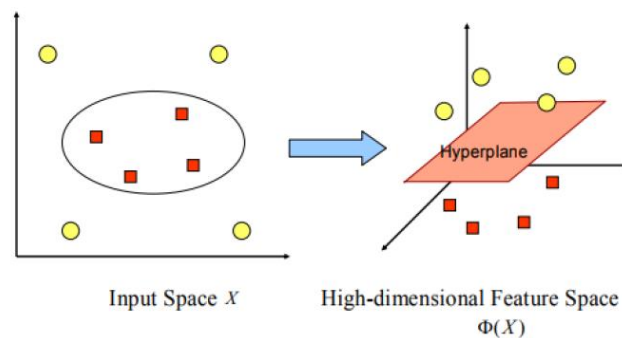 Hyperplane
Input Space X
High-dimensional Feature Space
Φ(X)